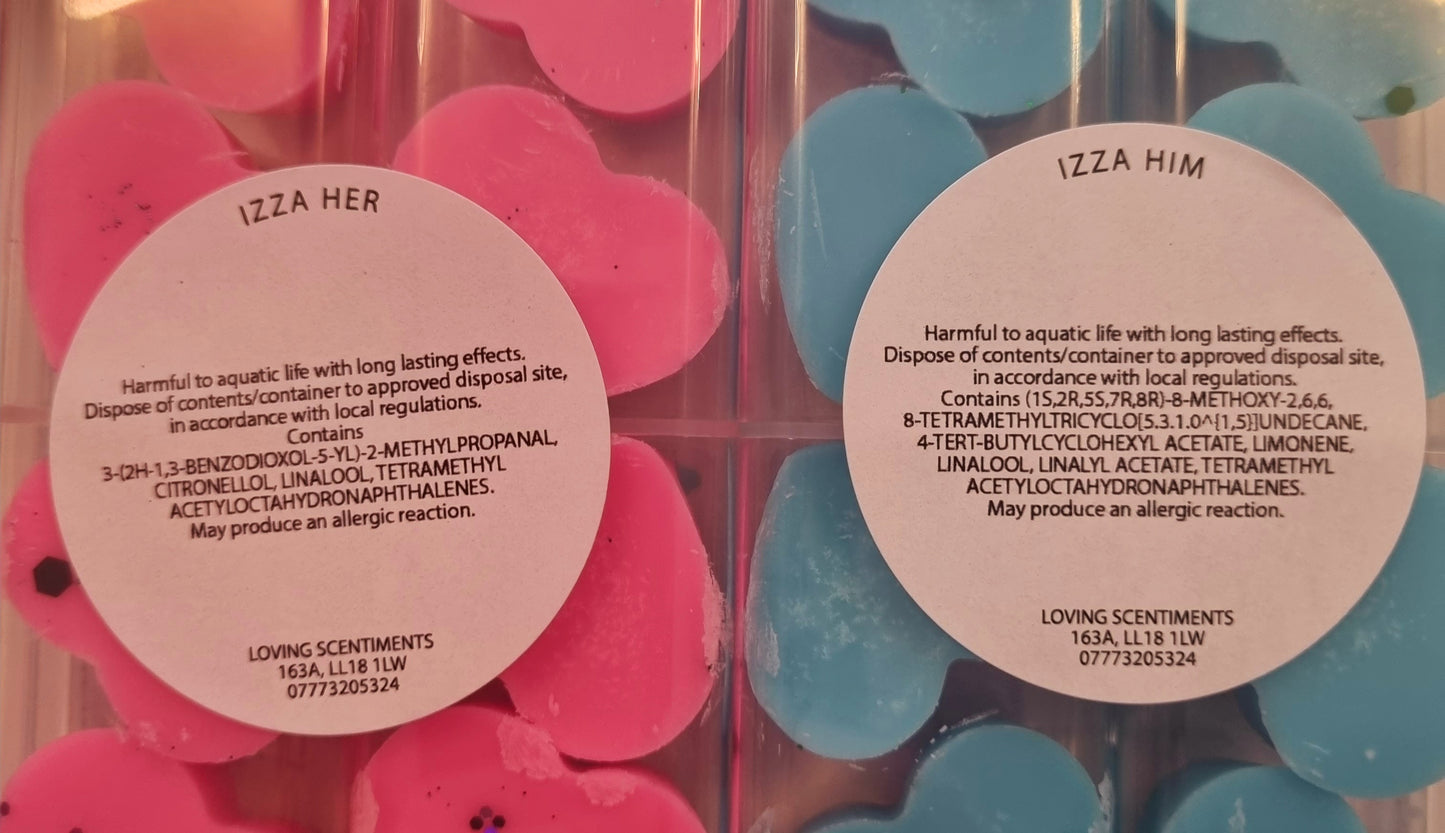 IZZA HER
Harmful to aquatic life with long lasting effects.
Dispose of contents/container to approved disposal site,
in accordance with local regulations.
Contains
3-(2H-1,3-BENZODIOXOL-5-YL)-2-METHYLPROPANAL,
CITRONELLOL, LINALOOL, TETRAMETHYL
ACETYLOCTAHYDRONAPHTHALENES.
May produce an allergic reaction.
LOVING SCENTIMENTS
163A, LL18 1LW
07773205324
IZZA HIM
Harmful to aquatic life with long lasting effects.
Dispose of contents/container to approved disposal site,
in accordance with local regulations.
Contains (1S,2R,5S,7R,8R)-8-METHOXY-2,6,6,
8-TETRAMETHYLTRICYCLO[5.3.1.0^{1,5}]UNDECANE,
4-TERT-BUTYLCYCLOHEXYL ACETATE, LIMONENE,
LINALOOL, LINALYL ACETATE, TETRAMETHYL
ACETYLOCTAHYDRONAPHTHALENES.
May produce an allergic reaction.
LOVING SCENTIMENTS
163A, LL18 1LW
07773205324